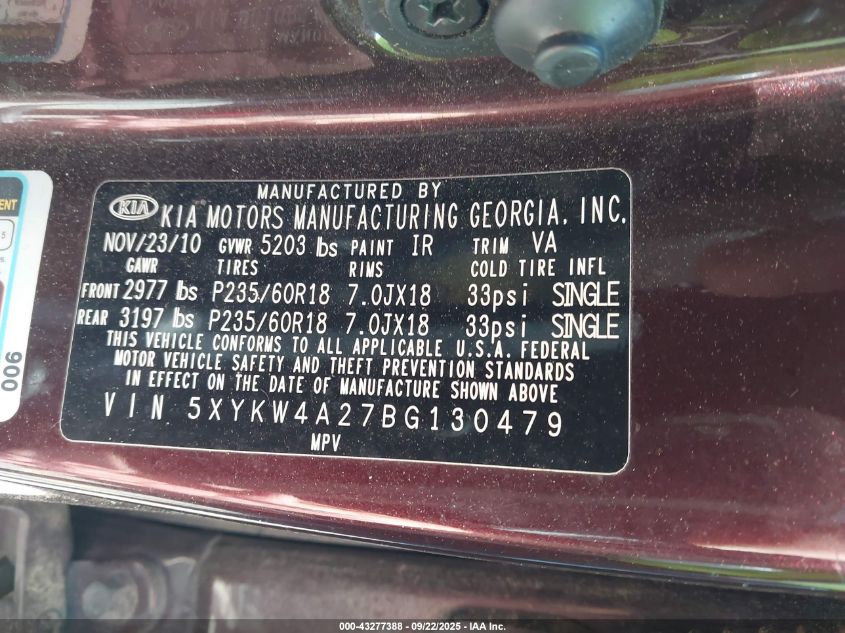 MANUFACTURED BY
KIA KIA MOTORS MANUFACTURING GEORGIA, INC.
NOV/23/10 GVWR 5203 lbs PAINT IR TRIM VA
GAWR TIRES RIMS COLD TIRE INFL
FRONT 2977 lbs P235/60R18 7.0JX18 33psi SINGLE
REAR 3197 lbs P235/60R18 7.0JX18 33psi SINGLE
THIS VEHICLE CONFORMS TO ALL APPLICABLE U.S.A. FEDERAL
MOTOR VEHICLE SAFETY AND THEFT PREVENTION STANDARDS
IN EFFECT ON THE DATE OF MANUFACTURE SHOWN ABOVE
VIN 5XYKW4A27BG130479
MPV
900
000-43277388 - 09/22/2025 - IAA Inc.